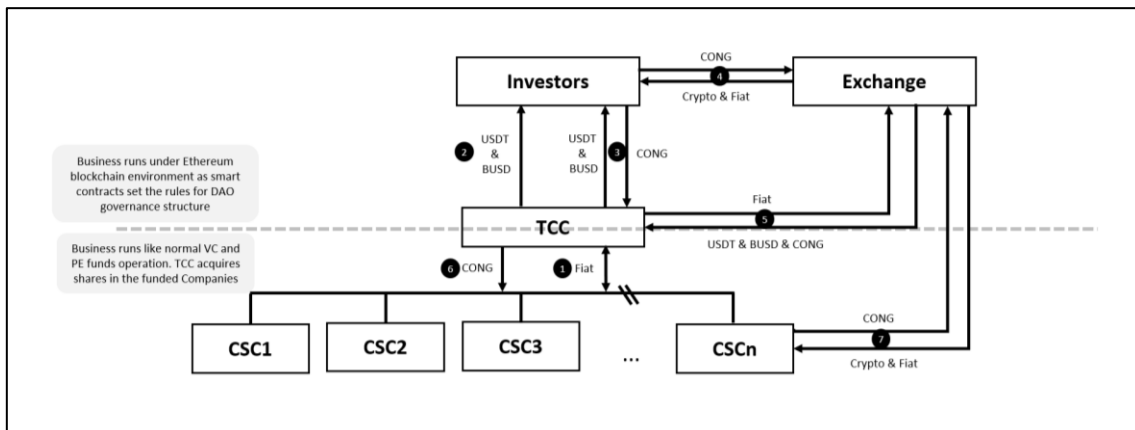 CONG
4
Investors
Exchange
Crypto & Fiat
2
USDT
&
BUSD
USDT
&
BUSD
3
CONG
Business runs under Ethereum
blockchain environment as smart
contracts set the rules for DAO
governance structure
Fiat
5
TCC
USDT & BUSD & CONG
Business runs like normal VC and
PE funds operation. TCC acquires
shares in the funded Companies
6 CONG
1 Fiat
CSC1
CSC2
CSC3
...
CSCn
CONG
7
Crypto & Fiat